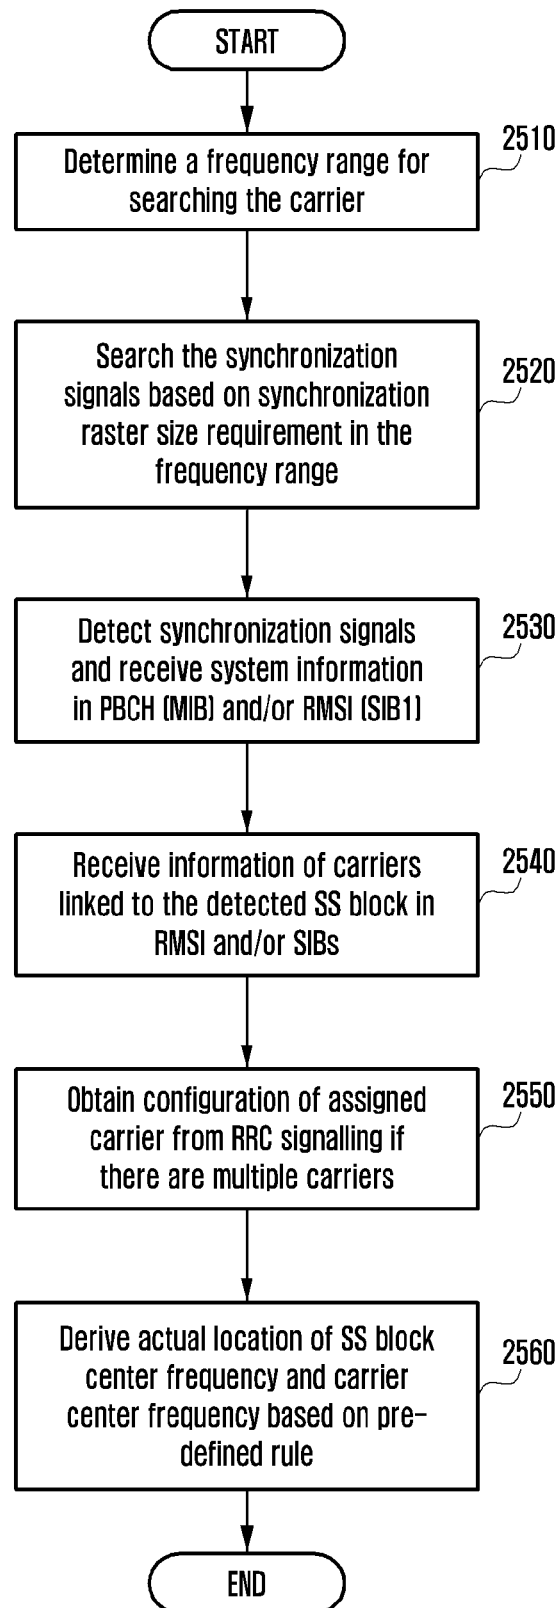 START
2510
Determine a frequency range for
searching the carrier
2520
Search the synchronization
signals based on synchronization
raster size requirement in the
frequency range
2530
Detect synchronization signals
and receive system information
in PBCH (MIB) and/or RMSI (SIB1)
2540
Receive information of carriers
linked to the detected SS block in
RMSI and/or SIBs
2550
Obtain configuration of assigned
carrier from RRC signalling if
there are multiple carriers
2560
Derive actual location of SS block
center frequency and carrier
center frequency based on pre-
defined rule
END